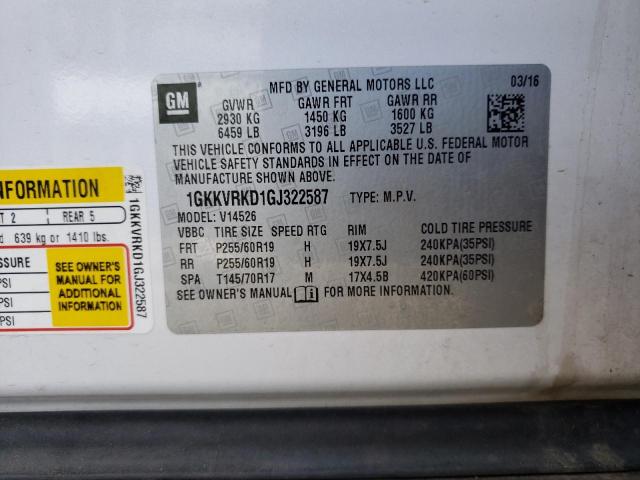 GM
MFD BY GENERAL MOTORS LLC 03/16
GVWR GAWR FRT GAWR RR
2930 KG 1450 KG 1600 KG
6459 LB 3196 LB 3527 LB
THIS VEHICLE CONFORMS TO ALL APPLICABLE U.S. FEDERAL MOTOR
VEHICLE SAFETY STANDARDS IN EFFECT ON THE DATE OF
MANUFACTURE SHOWN ABOVE.
1GKKVRKD1GJ322587 TYPE: M.P.V.
MODEL: V14526
VBBC TIRE SIZE SPEED RTG RIM COLD TIRE PRESSURE
FRT P255/60R19 H 19X7.5J 240KPA(35PSI)
RR P255/60R19 H 19X7.5J 240KPA(35PSI)
SPA T145/70R17 M 17X4.5B 420KPA(60PSI)
SEE OWNER'S MANUAL FOR MORE INFORMATION.
INFORMATION
2 REAR 5
639 kg or 1410 lbs.
SEE OWNER'S
MANUAL FOR
ADDITIONAL
INFORMATION
PSI
PSI
1GKKVRKD1GJ322587